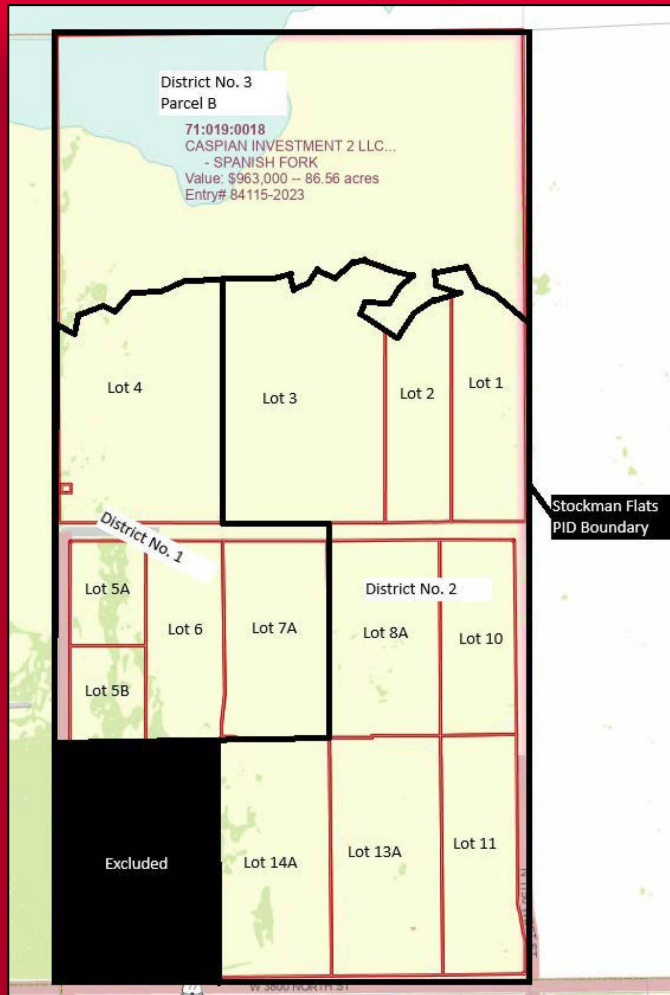 District No. 3
Parcel B
71:019:0018
CASPIAN INVESTMENT 2 LLC...
- SPANISH FORK
Value: $963,000 -- 86.56 acres
Entry# 84115-2023
Lot 4
Lot 3
Lot 2
Lot 1
Stockman Flats
PID Boundary
District No. 1
Lot 5A
Lot 6
Lot 7A
District No. 2
Lot 8A
Lot 10
Lot 5B
Excluded
Lot 14A
Lot 13A
Lot 11
W 3800 NORTH ST